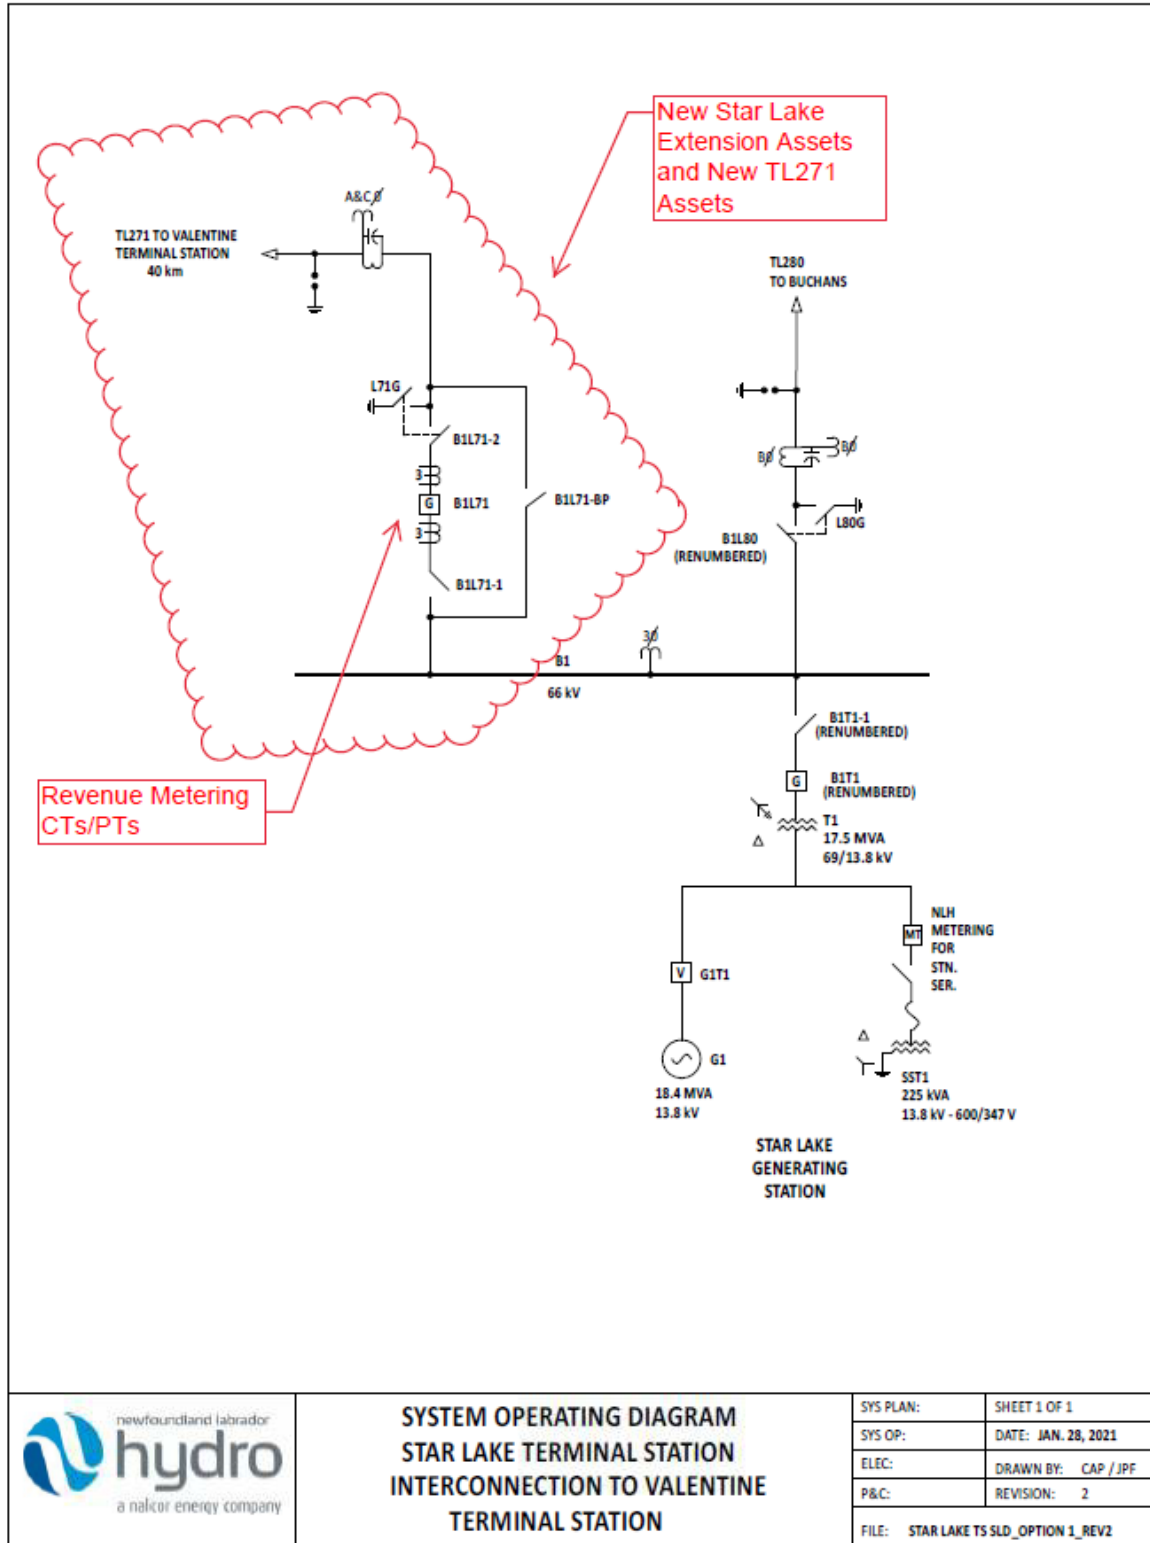 New Star Lake
Extension Assets
and New TL271
Assets
A&CØ
TL271 TO VALENTINE
TERMINAL STATION
40 km
TL280
TO BUCHANS
L71G
B1L71-2
3
G
B1L71
3
B1L71-BP
B1L71-1
BØ
BØ
L80G
B1L80
(RENUMBERED)
3Ø
B1
66 kV
B1T1-1
(RENUMBERED)
G
B1T1
(RENUMBERED)
Revenue Metering
CTs/PTs
T1
17.5 MVA
69/13.8 kV
NLH
METERING
FOR
STN.
SER.
MT
V
G1T1
G1
18.4 MVA
13.8 kV
SST1
225 kVA
13.8 kV - 600/347 V
STAR LAKE
GENERATING
STATION
newfoundland labrador
hydro
a nalcor energy company
SYSTEM OPERATING DIAGRAM
STAR LAKE TERMINAL STATION
INTERCONNECTION TO VALENTINE
TERMINAL STATION
SYS PLAN:
SHEET 1 OF 1
SYS OP:
DATE: JAN. 28, 2021
ELEC:
DRAWN BY: CAP / JPF
P&C:
REVISION: 2
FILE: STAR LAKE TS SLD_OPTION 1_REV2